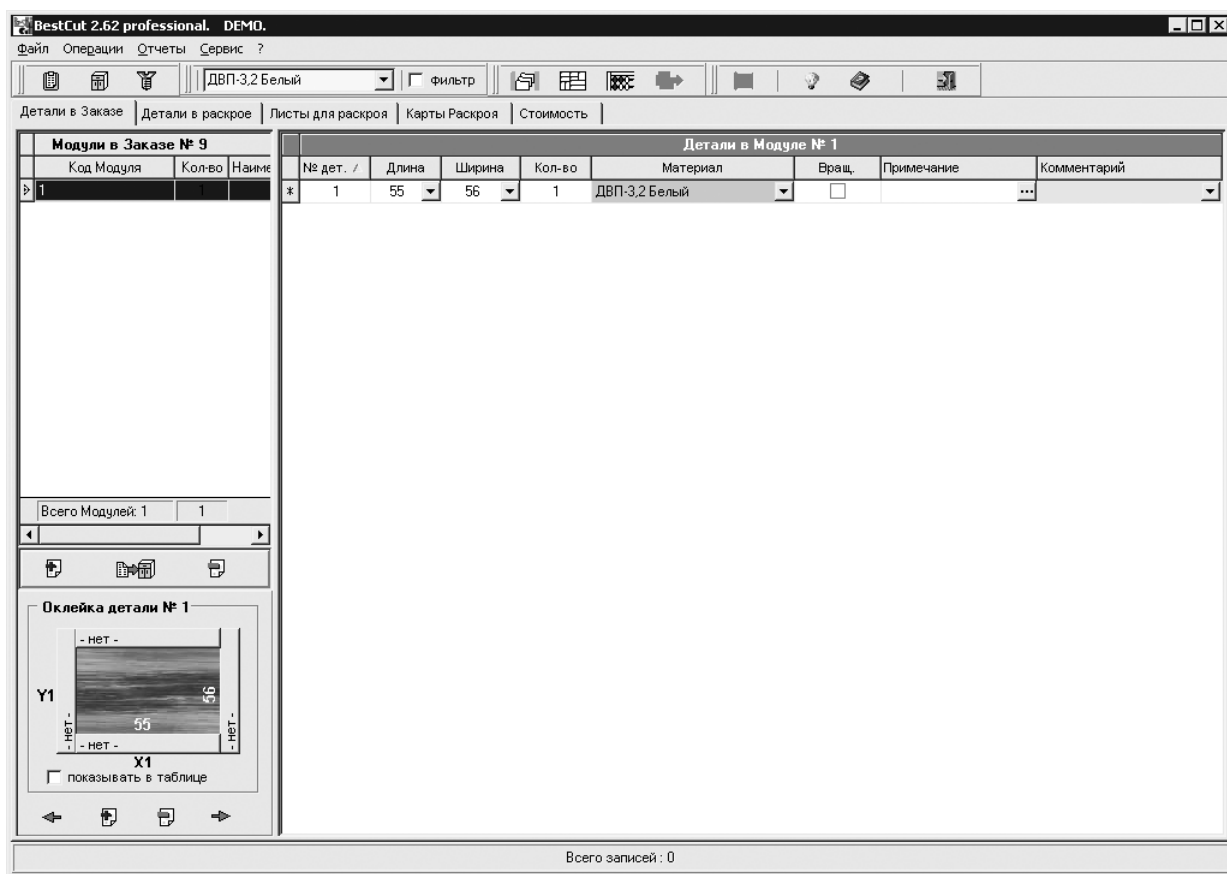 BestCut 2.62 professional. DEMO.
Файл Операции Отчеты Сервис ?
ДВП-3,2 Белый фильтр
Детали в Заказе Детали в раскрое Листы для раскроя Карты Раскроя Стоимость
Модули в Заказе № 9
Код Модуля Кол-во Наиме
1 1
Всего Модулей: 1 1
Детали в Модуле № 1
№ дет. Длина Ширина Кол-во Материал Вращ. Примечание Комментарий
* 1 55 56 1 ДВП-3,2 Белый ...
Оклейка детали № 1
- нет -
Y1
56
55
- нет -
- нет -
- нет -
X1
показывать в таблице
Всего записей : 0